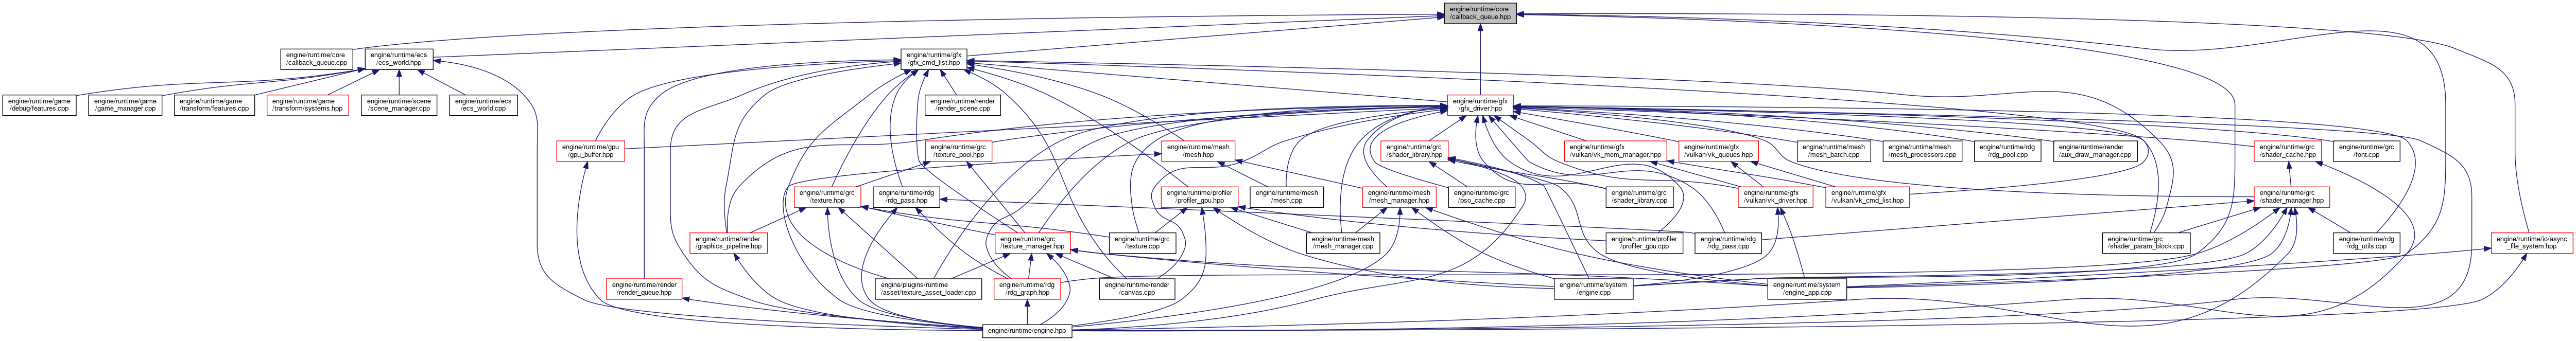 engine/runtime/core
/callback_queue.hpp
engine/runtime/core
/callback_queue.cpp
engine/runtime/ecs
/ecs_world.hpp
engine/runtime/gfx
/gfx_cmd_list.hpp
engine/runtime/game
/debug/features.cpp
engine/runtime/game
/game_manager.cpp
engine/runtime/game
/transform/features.cpp
engine/runtime/game
/transform/systems.hpp
engine/runtime/scene
/scene_manager.cpp
engine/runtime/ecs
/ecs_world.cpp
engine/runtime/render
/render_scene.cpp
engine/runtime/gfx
/gfx_driver.hpp
engine/runtime/gpu
/gpu_buffer.hpp
engine/runtime/grc
/texture_pool.hpp
engine/runtime/mesh
/mesh.hpp
engine/runtime/grc
/shader_library.hpp
engine/runtime/gfx
/vulkan/vk_mem_manager.hpp
engine/runtime/gfx
/vulkan/vk_queues.hpp
engine/runtime/mesh
/mesh_batch.cpp
engine/runtime/mesh
/mesh_processors.cpp
engine/runtime/rdg
/rdg_pool.cpp
engine/runtime/render
/aux_draw_manager.cpp
engine/runtime/grc
/shader_cache.hpp
engine/runtime/grc
/font.cpp
engine/runtime/grc
/texture.hpp
engine/runtime/rdg
/rdg_pass.hpp
engine/runtime/profiler
/profiler_gpu.hpp
engine/runtime/mesh
/mesh.cpp
engine/runtime/mesh
/mesh_manager.hpp
engine/runtime/grc
/pso_cache.cpp
engine/runtime/grc
/shader_library.cpp
engine/runtime/gfx
/vulkan/vk_driver.hpp
engine/runtime/gfx
/vulkan/vk_cmd_list.hpp
engine/runtime/grc
/shader_manager.hpp
engine/runtime/render
/graphics_pipeline.hpp
engine/runtime/grc
/texture_manager.hpp
engine/runtime/grc
/texture.cpp
engine/runtime/mesh
/mesh_manager.cpp
engine/runtime/profiler
/profiler_gpu.cpp
engine/runtime/rdg
/rdg_pass.cpp
engine/runtime/grc
/shader_param_block.cpp
engine/runtime/rdg
/rdg_utils.cpp
engine/runtime/io/async
_file_system.hpp
engine/runtime/render
/render_queue.hpp
engine/plugins/runtime
/asset/texture_asset_loader.cpp
engine/runtime/rdg
/rdg_graph.hpp
engine/runtime/render
/canvas.cpp
engine/runtime/system
/engine.cpp
engine/runtime/system
/engine_app.cpp
engine/runtime/engine.hpp